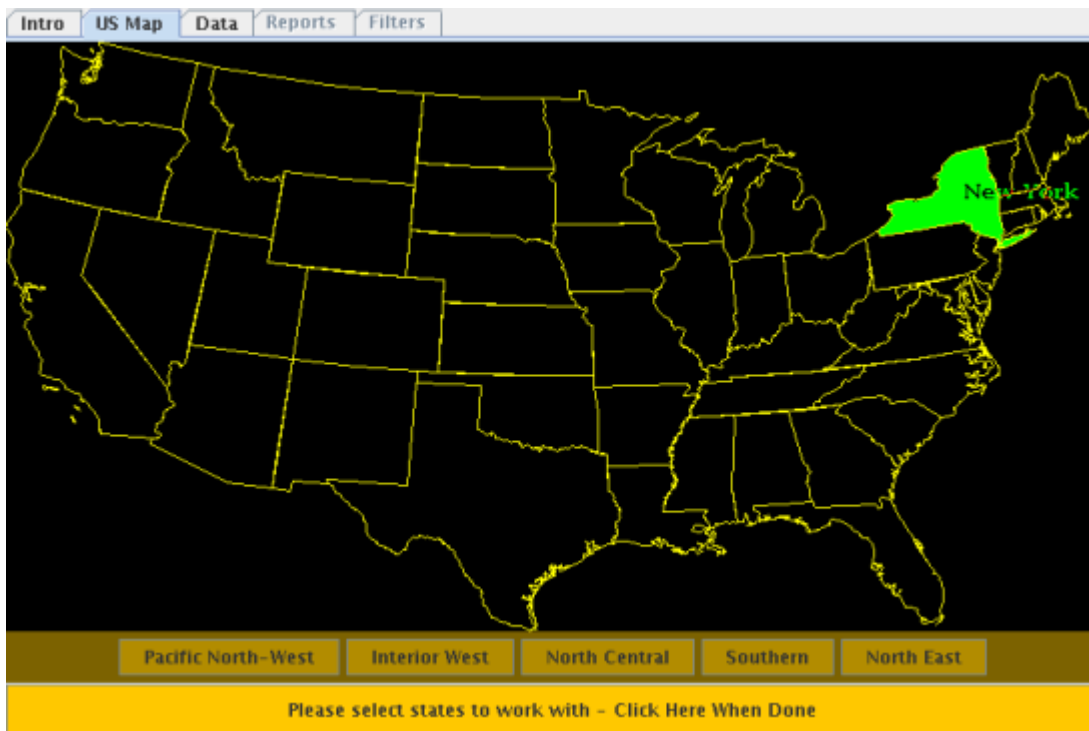 Intro US Map Data Reports Filters
New York
Pacific North-West Interior West North Central Southern North East
Please select states to work with - Click Here When Done